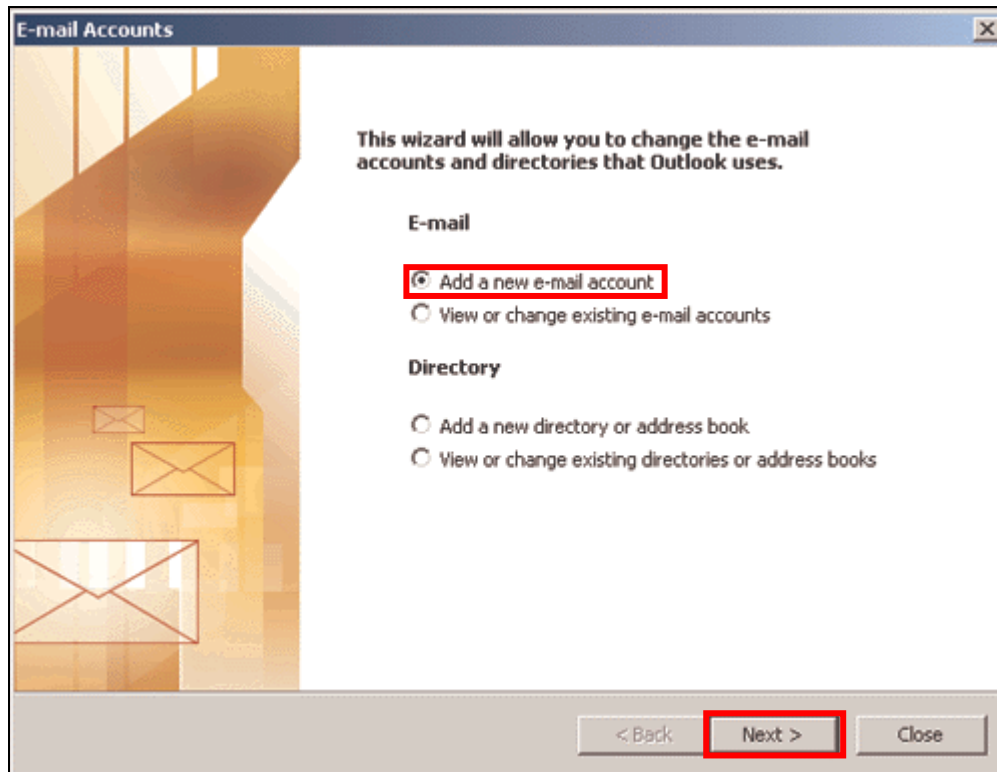 E-mail Accounts
This wizard will allow you to change the e-mail
accounts and directories that Outlook uses.
E-mail
Add a new e-mail account
View or change existing e-mail accounts
Directory
Add a new directory or address book
View or change existing directories or address books
< Back Next > Close